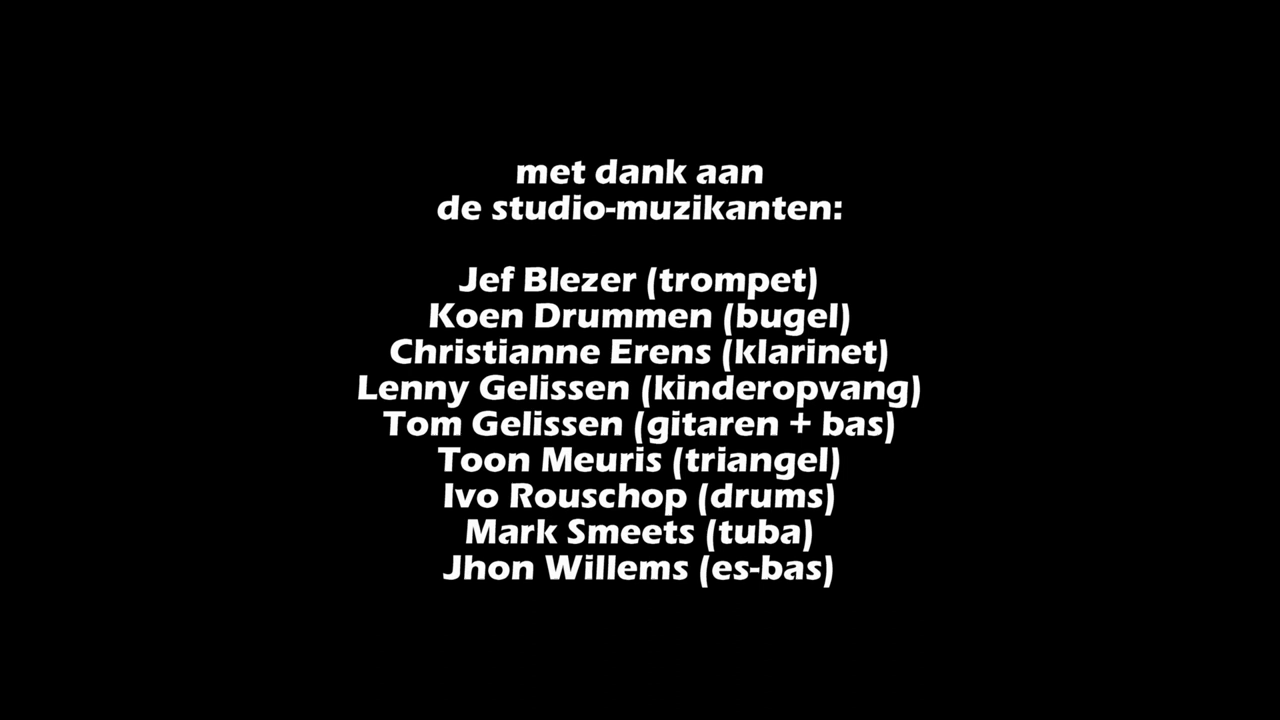 met dank aan
de studio-muzikanten:
Jef Blezer (trompet)
Koen Drummen (bugel)
Christianne Erens (klarinet)
Lenny Gelissen (kinderopvang)
Tom Gelissen (gitaren + bas)
Toon Meuris (triangel)
Ivo Rouschop (drums)
Mark Smeets (tuba)
Jhon Willems (es-bas)